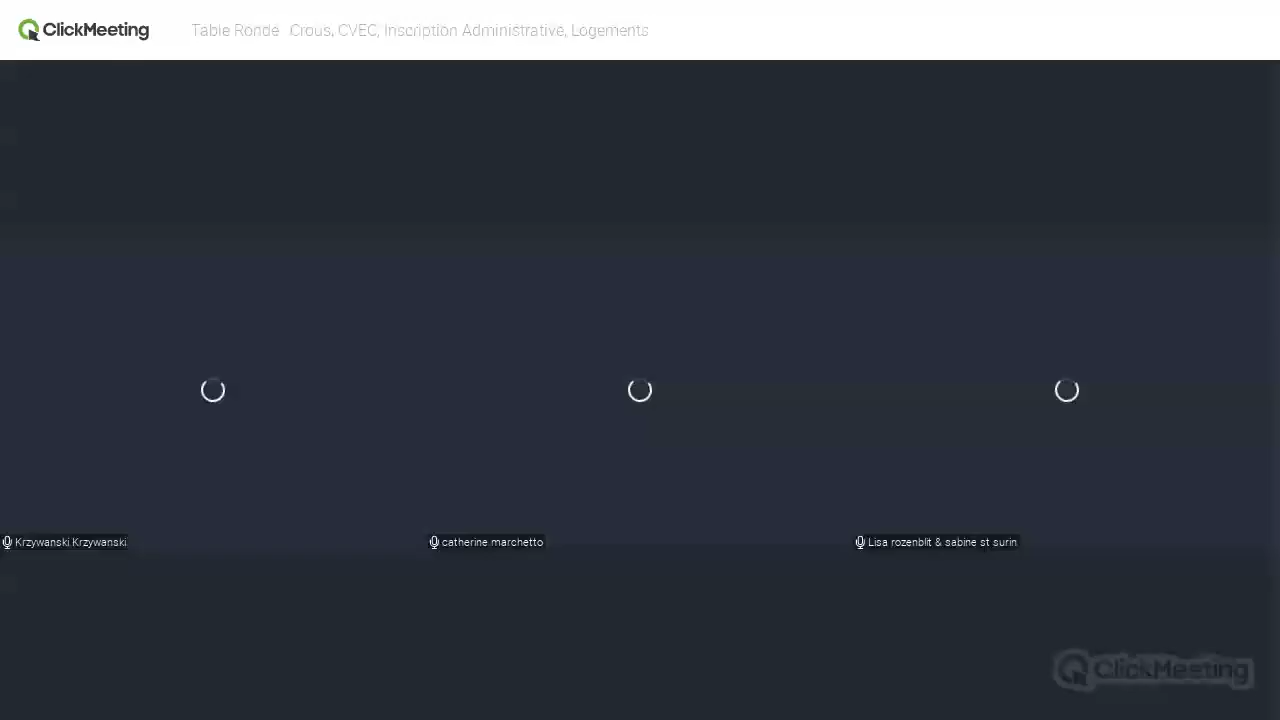 ClickMeeting
Table Ronde Crous, CVEC, Inscription Administrative, Logements
Krzywanski.Krzywanski
catherine.marchetto
Lisa rozenblit & sabine st surin
ClickMeeting